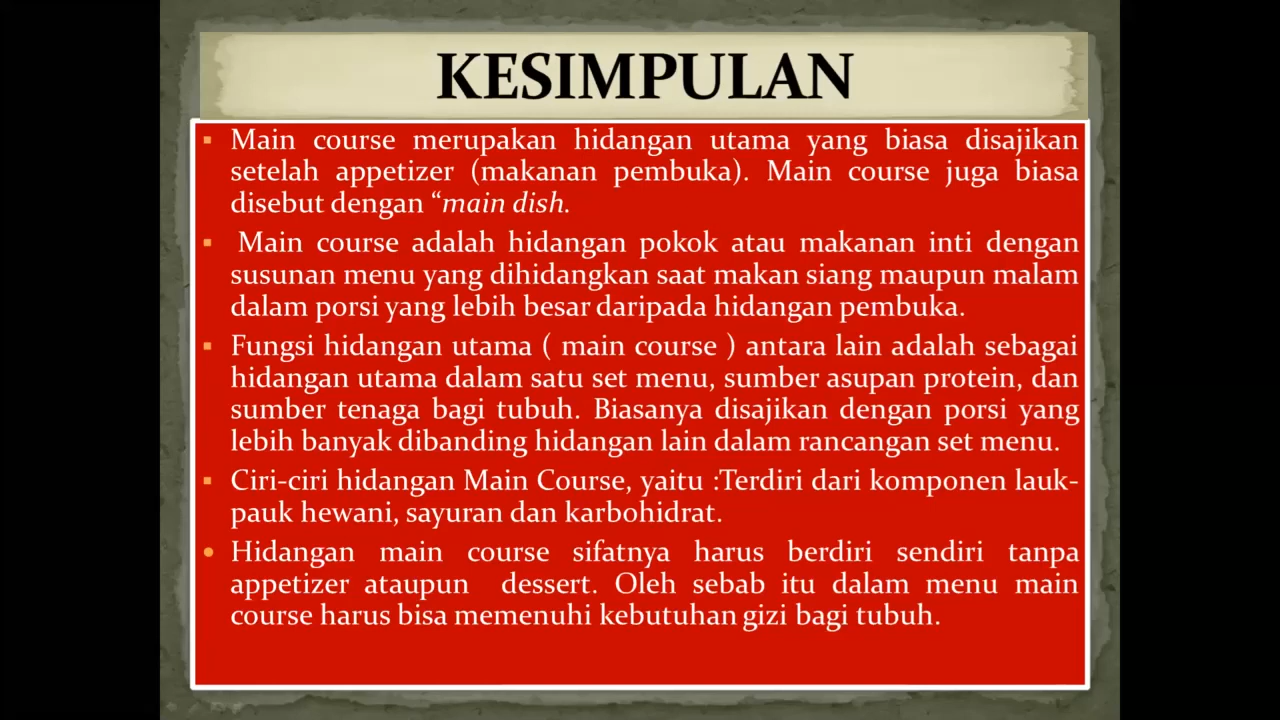 KESIMPULAN
▪ Main course merupakan hidangan utama yang biasa disajikan
setelah appetizer (makanan pembuka). Main course juga biasa
disebut dengan “main dish.
▪ Main course adalah hidangan pokok atau makanan inti dengan
susunan menu yang dihidangkan saat makan siang maupun malam
dalam porsi yang lebih besar daripada hidangan pembuka.
▪ Fungsi hidangan utama ( main course ) antara lain adalah sebagai
hidangan utama dalam satu set menu, sumber asupan protein, dan
sumber tenaga bagi tubuh. Biasanya disajikan dengan porsi yang
lebih banyak dibanding hidangan lain dalam rancangan set menu.
▪ Ciri-ciri hidangan Main Course, yaitu :Terdiri dari komponen lauk-
pauk hewani, sayuran dan karbohidrat.
• Hidangan main course sifatnya harus berdiri sendiri tanpa
appetizer ataupun dessert. Oleh sebab itu dalam menu main
course harus bisa memenuhi kebutuhan gizi bagi tubuh.